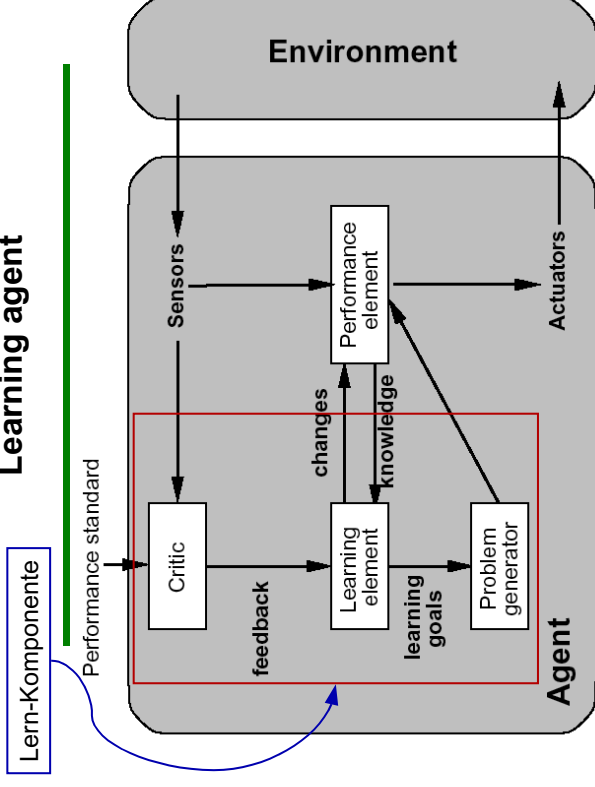 Learning agent
Lern-Komponente
Performance standard
Critic
Sensors
feedback
changes
knowledge
Learning
element
Performance
element
learning
goals
Problem
generator
Agent
Actuators
Environment